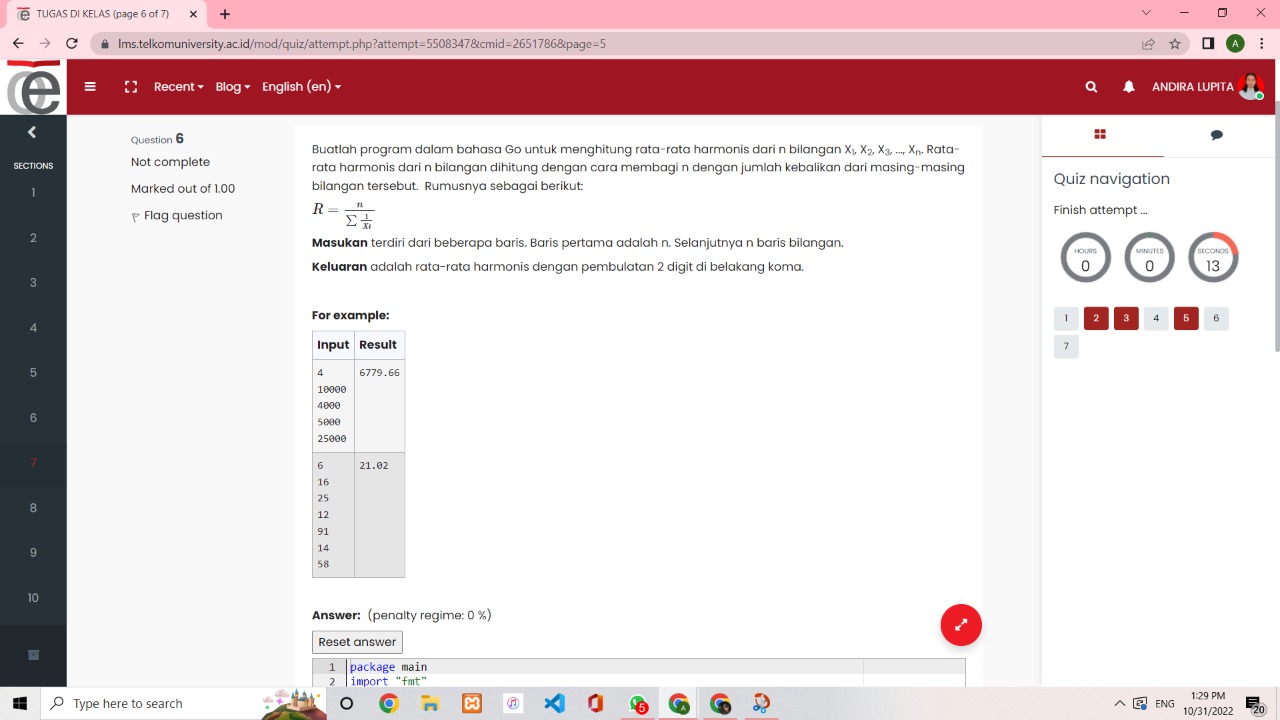 TUGAS DI KELAS (page 6 of 7)
lms.telkomuniversity.ac.id/mod/quiz/attempt.php?attempt=5508347&cmid=2651786&page=5
A
e
Recent
Blog
English (en)
ANDIRA LUPITA
SECTIONS
1
2
3
4
5
6
7
8
9
10
Question 6
Not complete
Marked out of 1.00
Flag question
Buatlah program dalam bahasa Go untuk menghitung rata-rata harmonis dari n bilangan X1, X2, X3, ..., Xn. Rata-
rata harmonis dari n bilangan dihitung dengan cara membagi n dengan jumlah kebalikan dari masing-masing
bilangan tersebut. Rumusnya sebagai berikut:
R = n / ∑ 1/Xi
Masukan terdiri dari beberapa baris. Baris pertama adalah n. Selanjutnya n baris bilangan.
Keluaran adalah rata-rata harmonis dengan pembulatan 2 digit di belakang koma.
For example:
Input Result
4 6779.66
10000
4000
5000
25000
6 21.02
16
25
12
91
14
58
Answer: (penalty regime: 0 %)
Reset answer
1 package main
2 import "fmt"
Quiz navigation
Finish attempt ...
HOURS
0
MINUTES
0
SECONDS
13
1 2 3 4 5 6
7
Type here to search
5
A
ENG
1:29 PM
10/31/2022
20